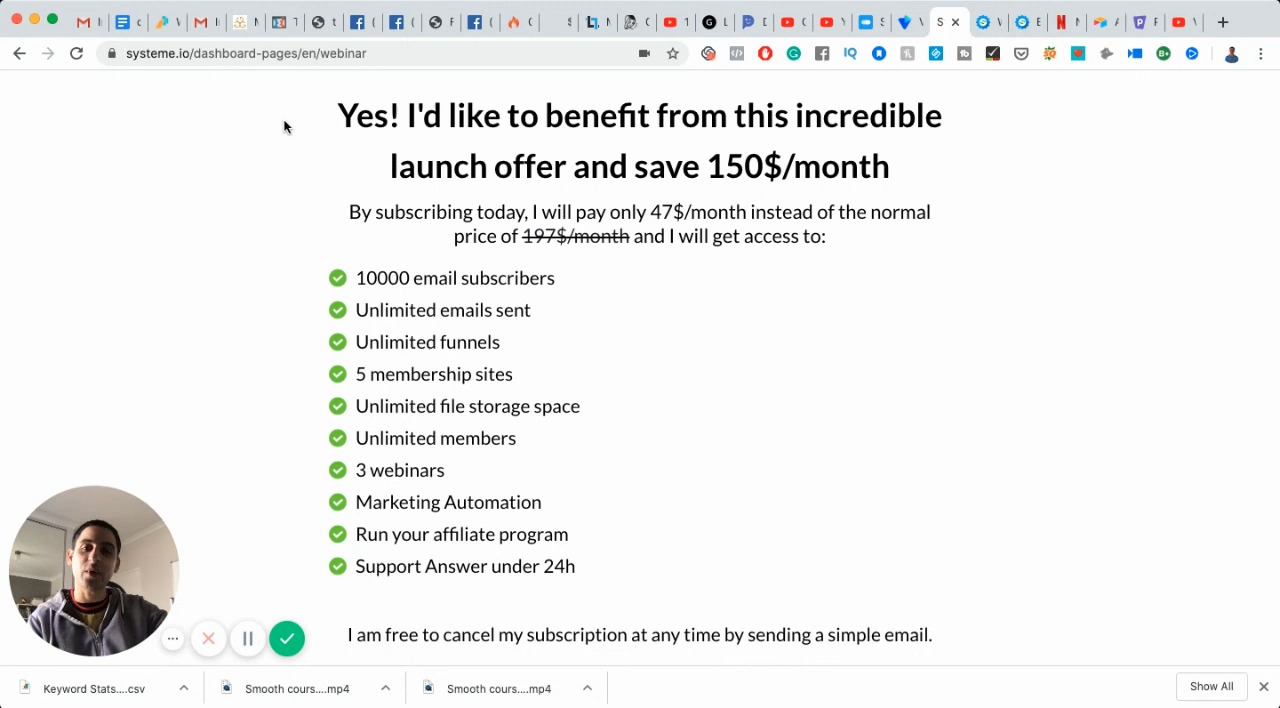 systeme.io/dashboard-pages/en/webinar
Yes! I'd like to benefit from this incredible
launch offer and save 150$/month
By subscribing today, I will pay only 47$/month instead of the normal
price of 197$/month and I will get access to:
10000 email subscribers
Unlimited emails sent
Unlimited funnels
5 membership sites
Unlimited file storage space
Unlimited members
3 webinars
Marketing Automation
Run your affiliate program
Support Answer under 24h
I am free to cancel my subscription at any time by sending a simple email.
Keyword Stats....csv
Smooth cours....mp4
Smooth cours....mp4
Show All